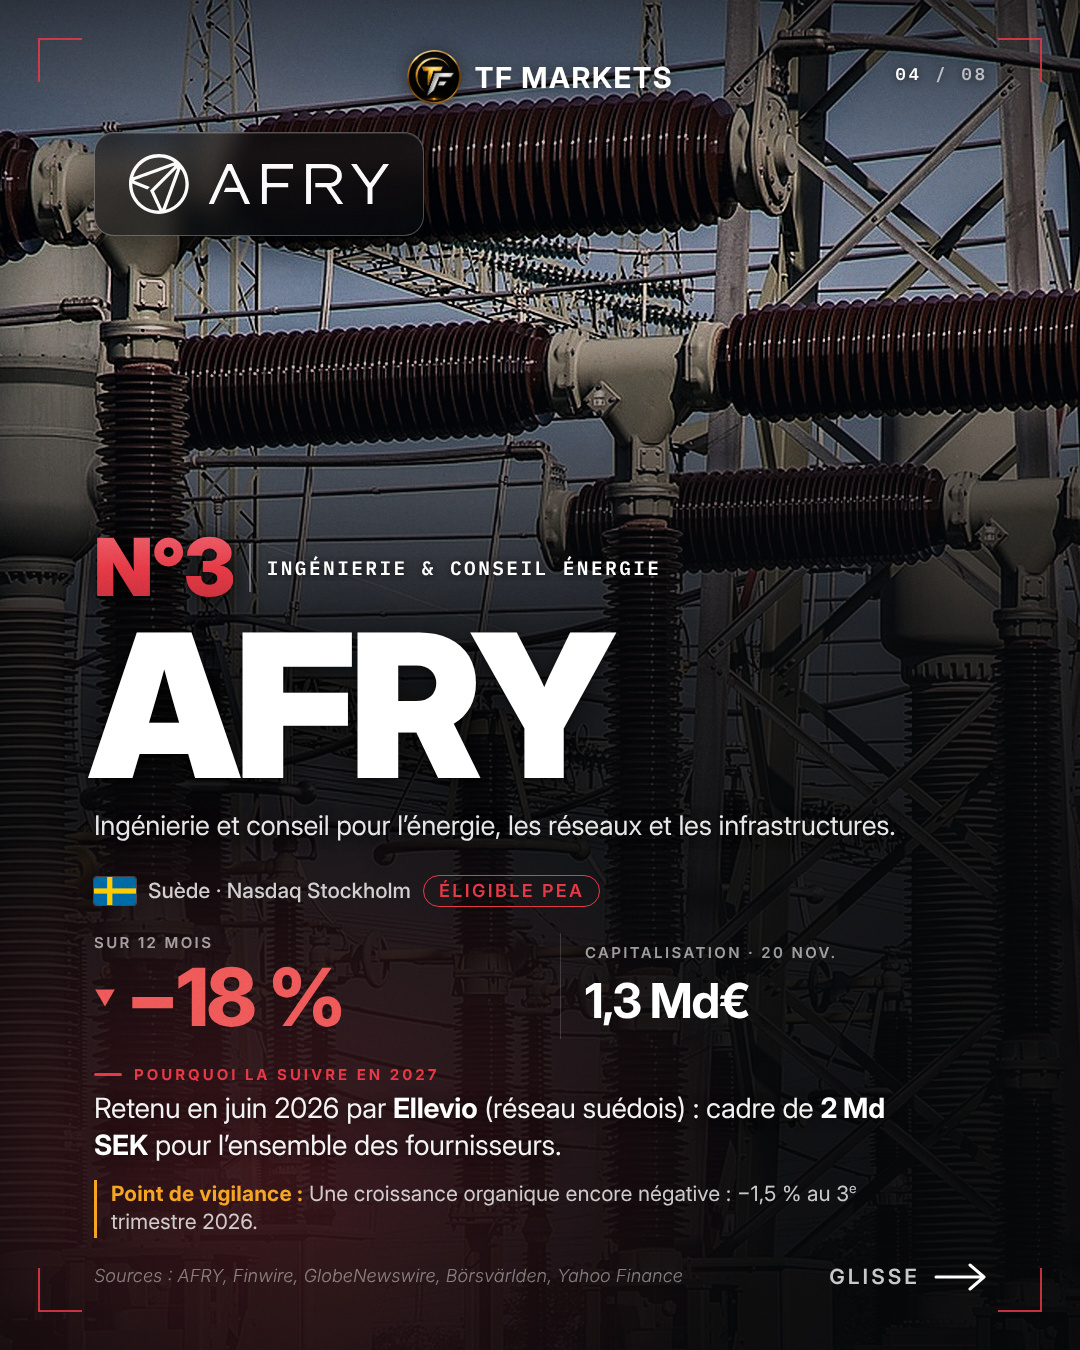 TF MARKETS
04 / 08
AFRY
N°3
INGÉNIERIE & CONSEIL ÉNERGIE
AFRY
Ingénierie et conseil pour l’énergie, les réseaux et les infrastructures.
Suède · Nasdaq Stockholm
ÉLIGIBLE PEA
SUR 12 MOIS
▼ −18 %
CAPITALISATION · 20 NOV.
1,3 Md€
POURQUOI LA SUIVRE EN 2027
Retenu en juin 2026 par Ellevio (réseau suédois) : cadre de 2 Md
SEK pour l’ensemble des fournisseurs.
Point de vigilance : Une croissance organique encore négative : −1,5 % au 3ᵉ
trimestre 2026.
Sources : AFRY, Finwire, GlobeNewswire, Börsvärlden, Yahoo Finance
GLISSE →